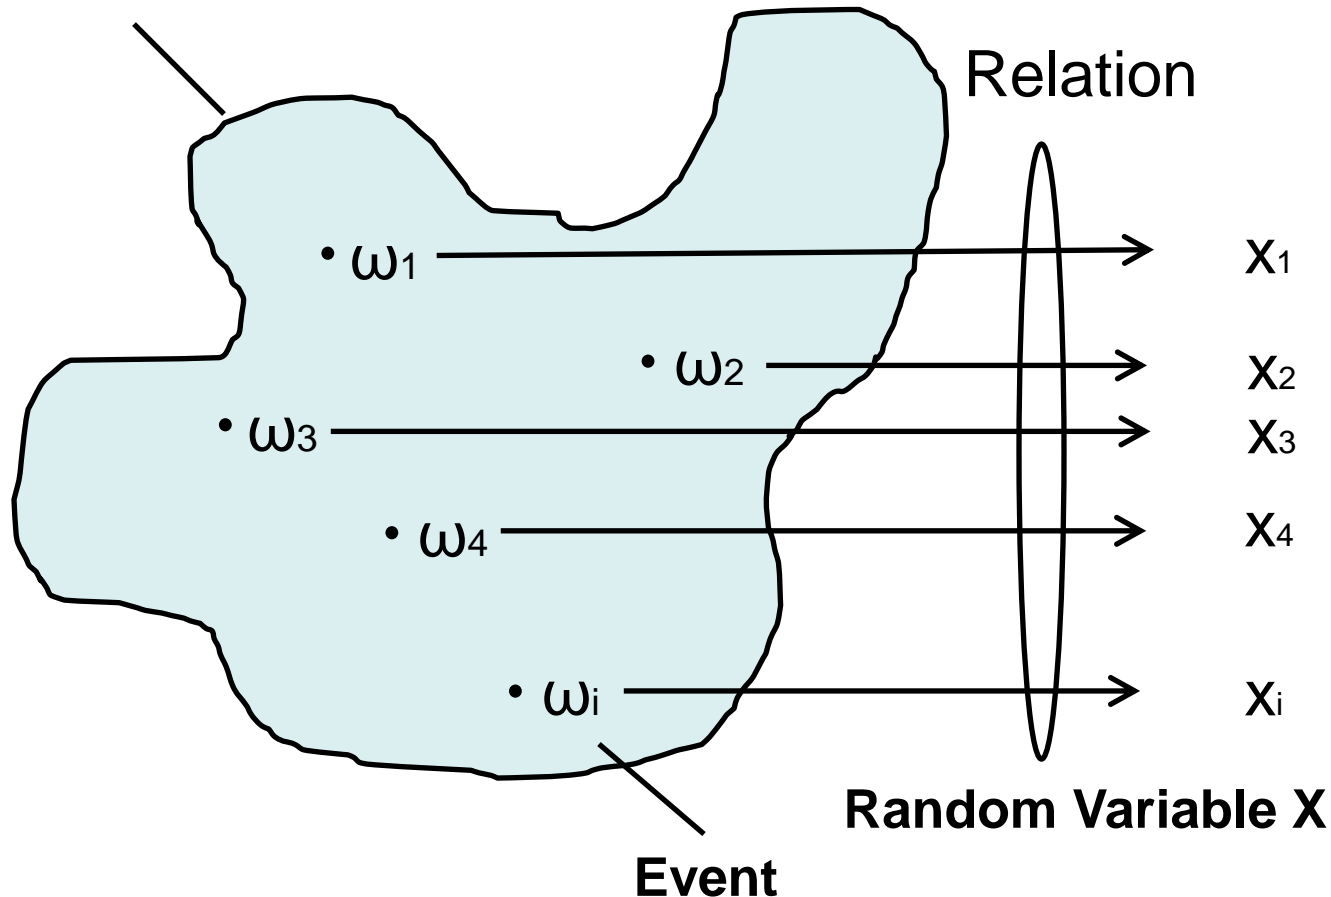 Relation
ω1 x1
ω2 x2
ω3 x3
ω4 x4
ωi xi
Random Variable X
Event